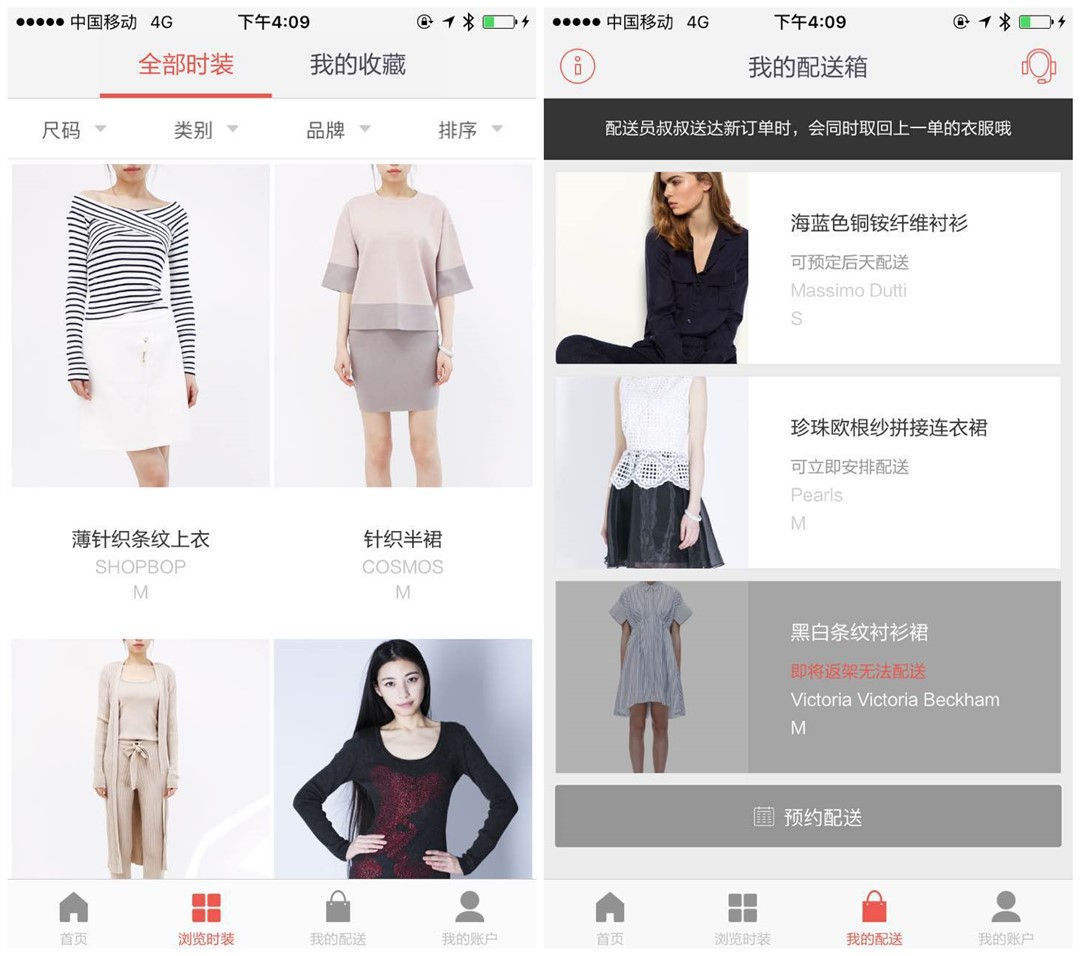 中国移动 4G 下午4:09
全部时装 我的收藏
尺码 类别 品牌 排序
薄针织条纹上衣
SHOPBOP
M
针织半裙
COSMOS
M
首页 浏览时装 我的配送 我的账户
中国移动 4G 下午4:09
我的配送箱
配送员叔叔送达新订单时，会同时取回上一单的衣服哦
海蓝色铜铵纤维衬衫
可预定后天配送
Massimo Dutti
S
珍珠欧根纱拼接连衣裙
可立即安排配送
Pearls
M
黑白条纹衬衫裙
即将返架无法配送
Victoria Victoria Beckham
M
预约配送
首页 浏览时装 我的配送 我的账户